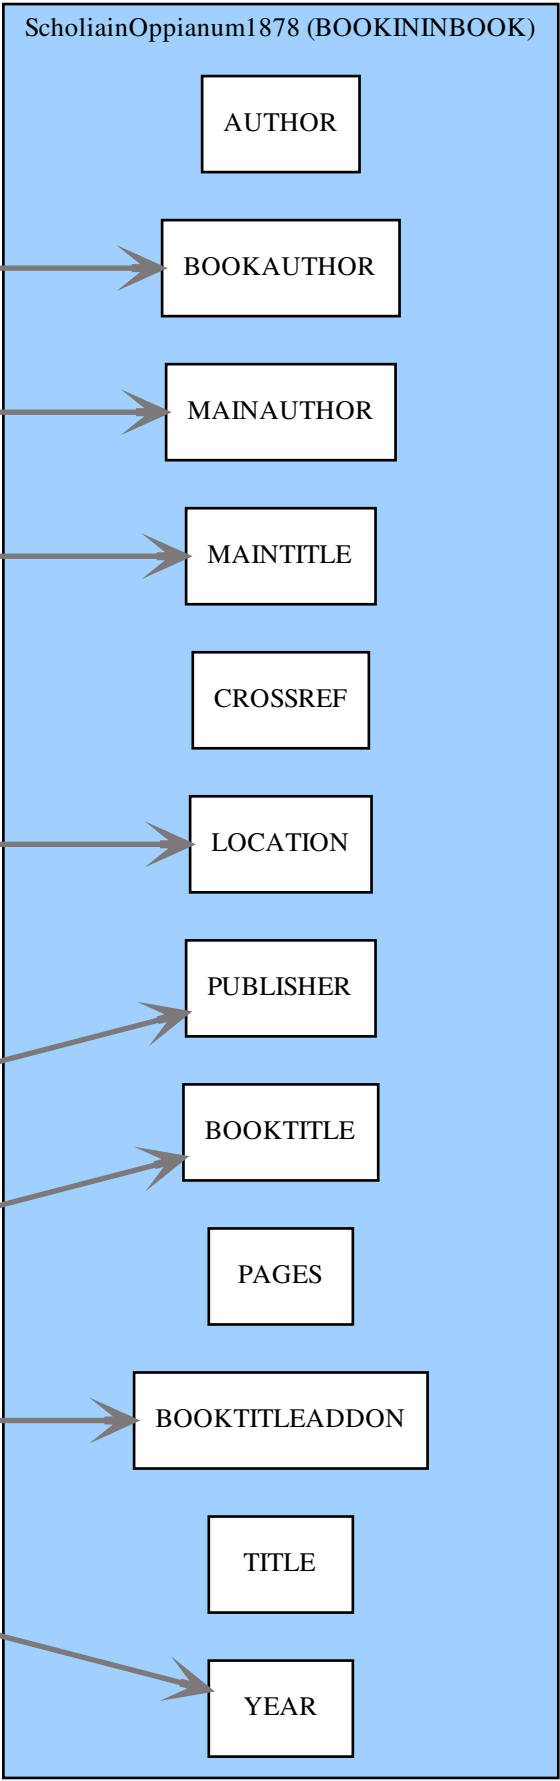 ScholiainOppianum1878 (BOOKININBOOK)
AUTHOR
BOOKAUTHOR
MAINAUTHOR
MAINTITLE
CROSSREF
LOCATION
PUBLISHER
BOOKTITLE
PAGES
BOOKTITLEADDON
TITLE
YEAR